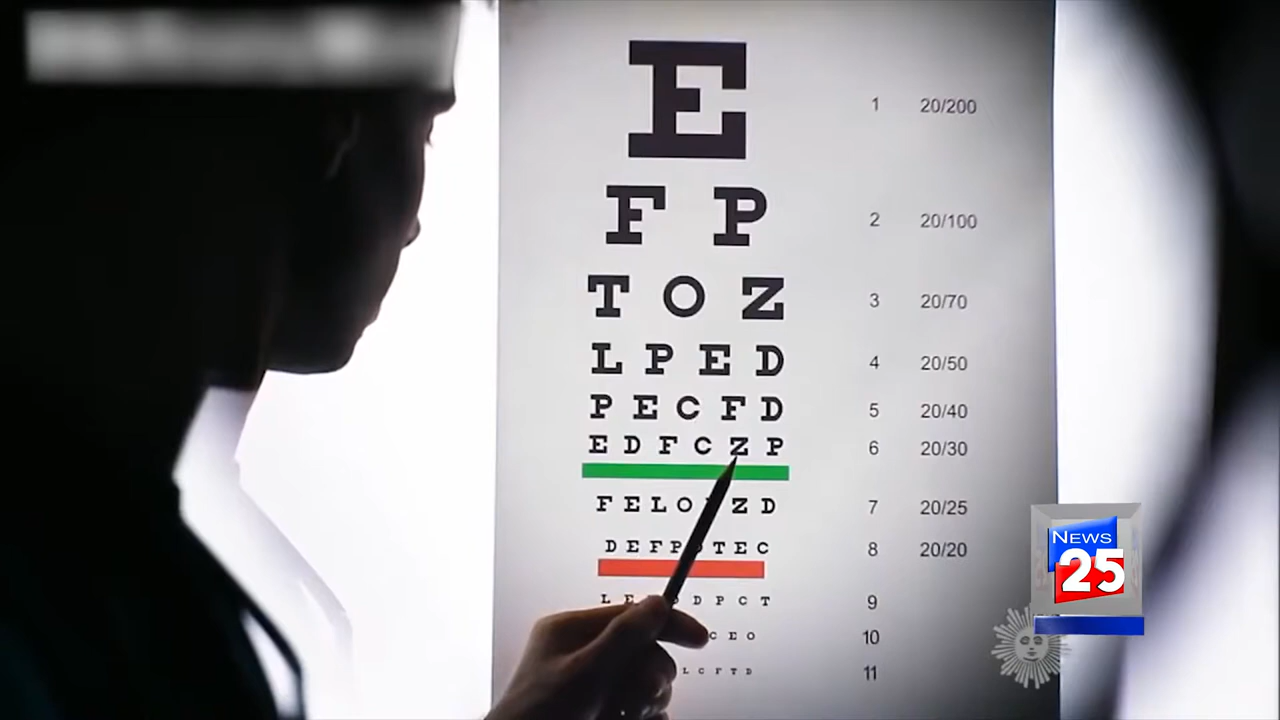 E 1 20/200
F P 2 20/100
T O Z 3 20/70
L P E D 4 20/50
P E C F D 5 20/40
E D F C Z P 6 20/30
F E L O Z D 7 20/25
D E F P O T E C 8 20/20
L E D P C T 9
C E O 10
L C F T D 11
NEWS
25